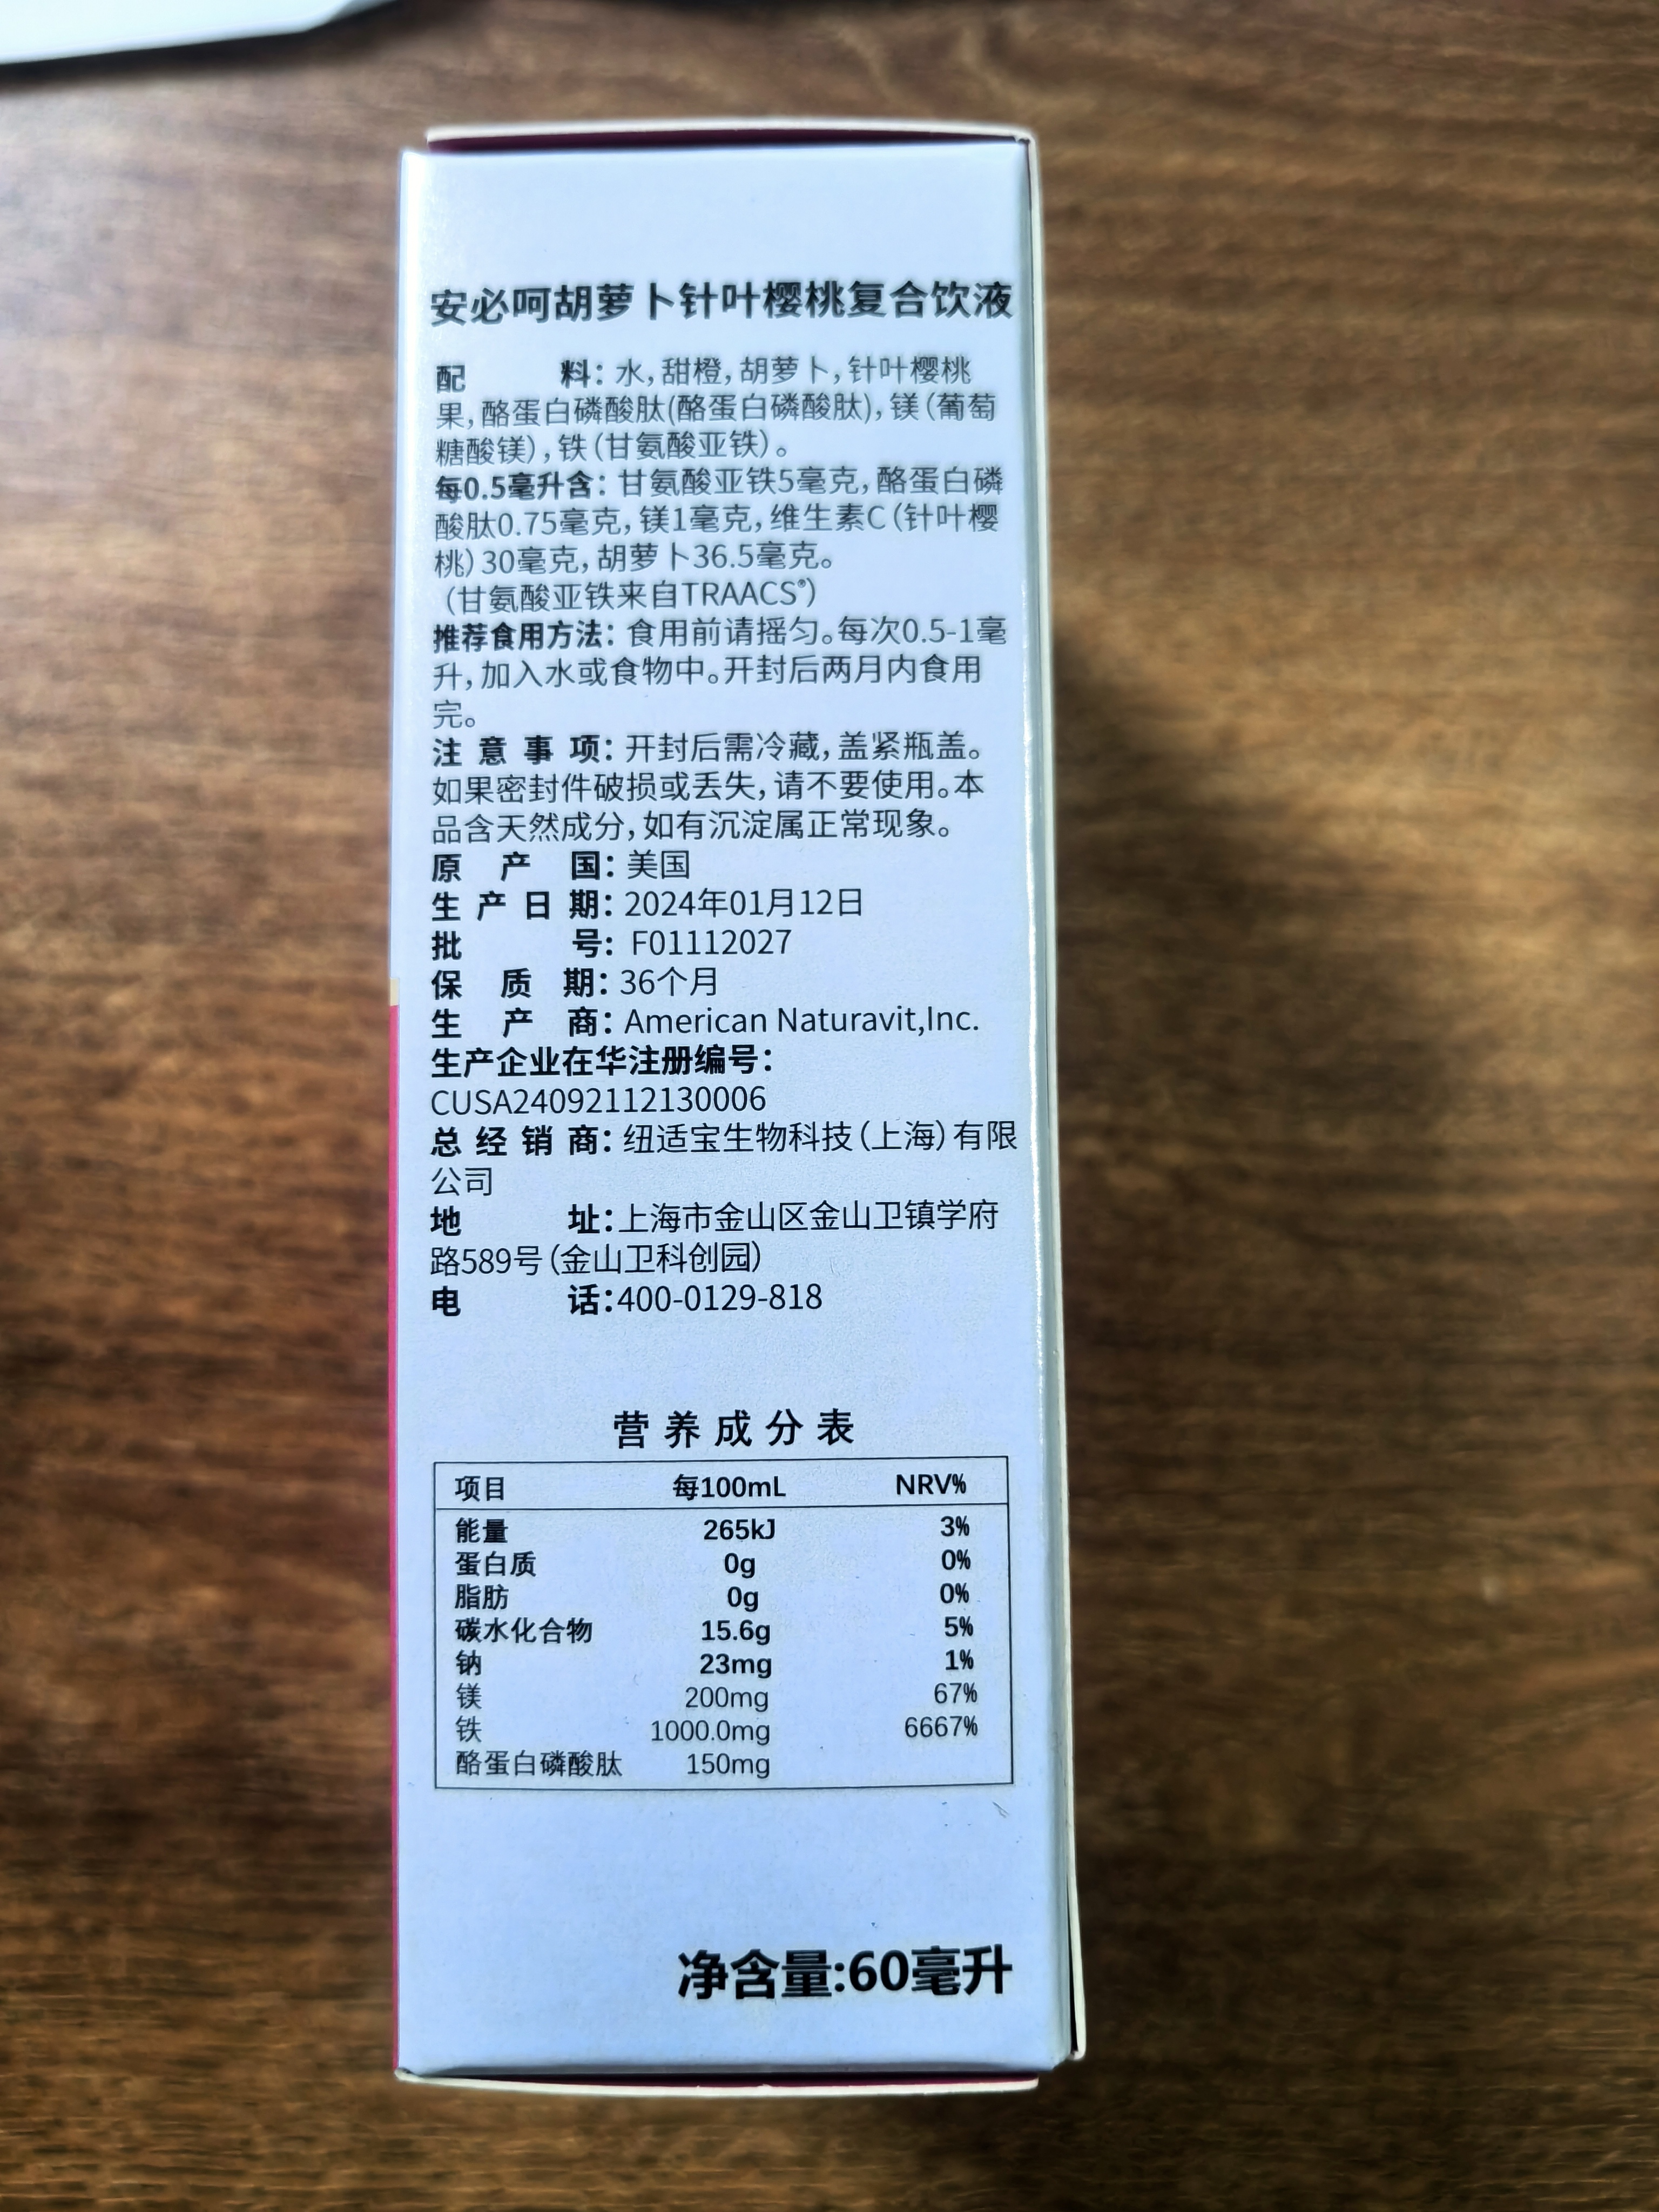 安必呵胡萝卜针叶樱桃复合饮液
配 料：水，甜橙，胡萝卜，针叶樱桃
果，酪蛋白磷酸肽(酪蛋白磷酸肽)，镁（葡萄
糖酸镁），铁（甘氨酸亚铁）。
每0.5毫升含：甘氨酸亚铁5毫克，酪蛋白磷
酸肽0.75毫克，镁1毫克，维生素C（针叶樱
桃）30毫克，胡萝卜36.5毫克。
（甘氨酸亚铁来自TRAACS®）
推荐食用方法：食用前请摇匀。每次0.5-1毫
升，加入水或食物中。开封后两月内食用
完。
注意事项：开封后需冷藏，盖紧瓶盖。
如果密封件破损或丢失，请不要使用。本
品含天然成分，如有沉淀属正常现象。
原产国：美国
生产日期：2024年01月12日
批 号：F01112027
保质期：36个月
生产商：American Naturavit,Inc.
生产企业在华注册编号：
CUSA24092112130006
总经销商：纽适宝生物科技（上海）有限
公司
地 址：上海市金山区金山卫镇学府
路589号（金山卫科创园）
电 话：400-0129-818
营养成分表
项目 每100mL NRV%
能量 265kJ 3%
蛋白质 0g 0%
脂肪 0g 0%
碳水化合物 15.6g 5%
钠 23mg 1%
镁 200mg 67%
铁 1000.0mg 6667%
酪蛋白磷酸肽 150mg
净含量:60毫升